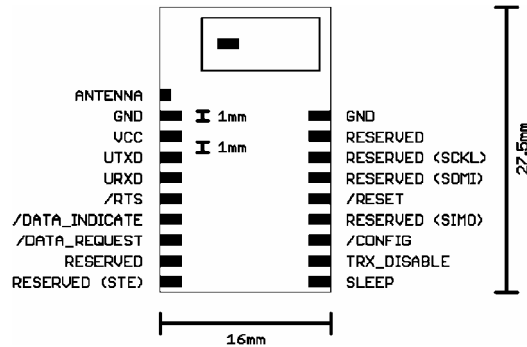 ANTENNA
GND 1mm GND
VCC RESERVED
UTXD 1mm RESERVED (SCKL)
URXD RESERVED (SOMI)
/RTS /RESET
/DATA_INDICATE RESERVED (SIMO)
/DATA_REQUEST /CONFIG
RESERVED TRX_DISABLE
RESERVED (STE) SLEEP
27.5mm
16mm